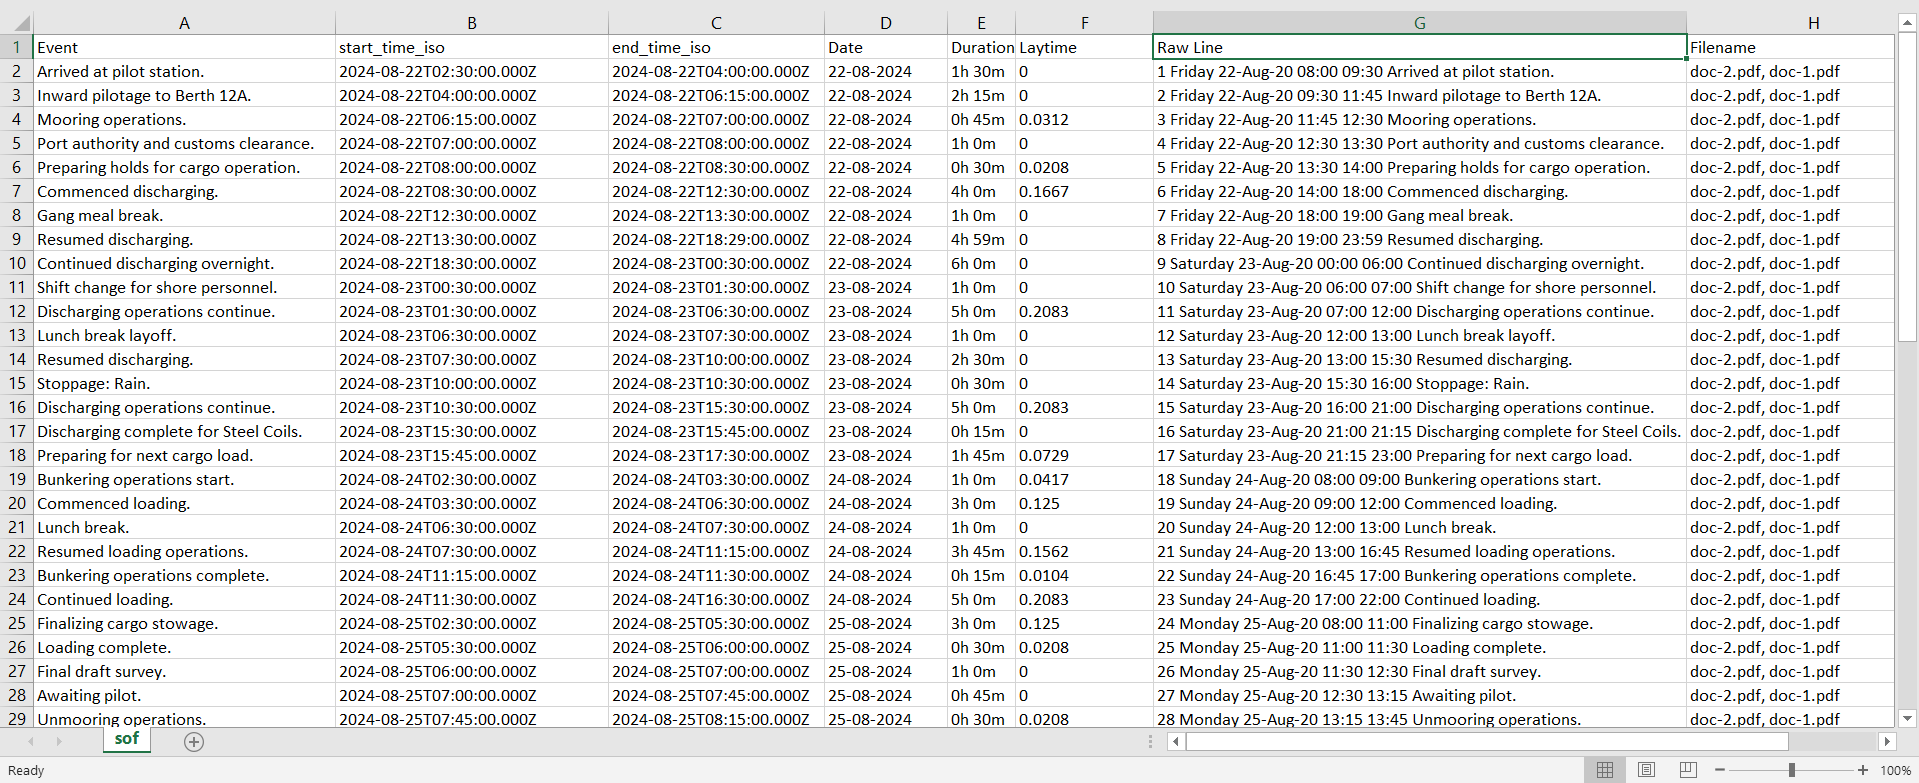 A B C D E F G H
1 Event start_time_iso end_time_iso Date Duration Laytime Raw Line Filename
2 Arrived at pilot station. 2024-08-22T02:30:00.000Z 2024-08-22T04:00:00.000Z 22-08-2024 1h 30m 0 1 Friday 22-Aug-20 08:00 09:30 Arrived at pilot station. doc-2.pdf, doc-1.pdf
3 Inward pilotage to Berth 12A. 2024-08-22T04:00:00.000Z 2024-08-22T06:15:00.000Z 22-08-2024 2h 15m 0 2 Friday 22-Aug-20 09:30 11:45 Inward pilotage to Berth 12A. doc-2.pdf, doc-1.pdf
4 Mooring operations. 2024-08-22T06:15:00.000Z 2024-08-22T07:00:00.000Z 22-08-2024 0h 45m 0.0312 3 Friday 22-Aug-20 11:45 12:30 Mooring operations. doc-2.pdf, doc-1.pdf
5 Port authority and customs clearance. 2024-08-22T07:00:00.000Z 2024-08-22T08:00:00.000Z 22-08-2024 1h 0m 0 4 Friday 22-Aug-20 12:30 13:30 Port authority and customs clearance. doc-2.pdf, doc-1.pdf
6 Preparing holds for cargo operation. 2024-08-22T08:00:00.000Z 2024-08-22T08:30:00.000Z 22-08-2024 0h 30m 0.0208 5 Friday 22-Aug-20 13:30 14:00 Preparing holds for cargo operation. doc-2.pdf, doc-1.pdf
7 Commenced discharging. 2024-08-22T08:30:00.000Z 2024-08-22T12:30:00.000Z 22-08-2024 4h 0m 0.1667 6 Friday 22-Aug-20 14:00 18:00 Commenced discharging. doc-2.pdf, doc-1.pdf
8 Gang meal break. 2024-08-22T12:30:00.000Z 2024-08-22T13:30:00.000Z 22-08-2024 1h 0m 0 7 Friday 22-Aug-20 18:00 19:00 Gang meal break. doc-2.pdf, doc-1.pdf
9 Resumed discharging. 2024-08-22T13:30:00.000Z 2024-08-22T18:29:00.000Z 22-08-2024 4h 59m 0 8 Friday 22-Aug-20 19:00 23:59 Resumed discharging. doc-2.pdf, doc-1.pdf
10 Continued discharging overnight. 2024-08-22T18:30:00.000Z 2024-08-23T00:30:00.000Z 22-08-2024 6h 0m 0 9 Saturday 23-Aug-20 00:00 06:00 Continued discharging overnight. doc-2.pdf, doc-1.pdf
11 Shift change for shore personnel. 2024-08-23T00:30:00.000Z 2024-08-23T01:30:00.000Z 23-08-2024 1h 0m 0 10 Saturday 23-Aug-20 06:00 07:00 Shift change for shore personnel. doc-2.pdf, doc-1.pdf
12 Discharging operations continue. 2024-08-23T01:30:00.000Z 2024-08-23T06:30:00.000Z 23-08-2024 5h 0m 0.2083 11 Saturday 23-Aug-20 07:00 12:00 Discharging operations continue. doc-2.pdf, doc-1.pdf
13 Lunch break layoff. 2024-08-23T06:30:00.000Z 2024-08-23T07:30:00.000Z 23-08-2024 1h 0m 0 12 Saturday 23-Aug-20 12:00 13:00 Lunch break layoff. doc-2.pdf, doc-1.pdf
14 Resumed discharging. 2024-08-23T07:30:00.000Z 2024-08-23T10:00:00.000Z 23-08-2024 2h 30m 0 13 Saturday 23-Aug-20 13:00 15:30 Resumed discharging. doc-2.pdf, doc-1.pdf
15 Stoppage: Rain. 2024-08-23T10:00:00.000Z 2024-08-23T10:30:00.000Z 23-08-2024 0h 30m 0 14 Saturday 23-Aug-20 15:30 16:00 Stoppage: Rain. doc-2.pdf, doc-1.pdf
16 Discharging operations continue. 2024-08-23T10:30:00.000Z 2024-08-23T15:30:00.000Z 23-08-2024 5h 0m 0.2083 15 Saturday 23-Aug-20 16:00 21:00 Discharging operations continue. doc-2.pdf, doc-1.pdf
17 Discharging complete for Steel Coils. 2024-08-23T15:30:00.000Z 2024-08-23T15:45:00.000Z 23-08-2024 0h 15m 0 16 Saturday 23-Aug-20 21:00 21:15 Discharging complete for Steel Coils. doc-2.pdf, doc-1.pdf
18 Preparing for next cargo load. 2024-08-23T15:45:00.000Z 2024-08-23T17:30:00.000Z 23-08-2024 1h 45m 0.0729 17 Saturday 23-Aug-20 21:15 23:00 Preparing for next cargo load. doc-2.pdf, doc-1.pdf
19 Bunkering operations start. 2024-08-24T02:30:00.000Z 2024-08-24T03:30:00.000Z 24-08-2024 1h 0m 0.0417 18 Sunday 24-Aug-20 08:00 09:00 Bunkering operations start. doc-2.pdf, doc-1.pdf
20 Commenced loading. 2024-08-24T03:30:00.000Z 2024-08-24T06:30:00.000Z 24-08-2024 3h 0m 0.125 19 Sunday 24-Aug-20 09:00 12:00 Commenced loading. doc-2.pdf, doc-1.pdf
21 Lunch break. 2024-08-24T06:30:00.000Z 2024-08-24T07:30:00.000Z 24-08-2024 1h 0m 0 20 Sunday 24-Aug-20 12:00 13:00 Lunch break. doc-2.pdf, doc-1.pdf
22 Resumed loading operations. 2024-08-24T07:30:00.000Z 2024-08-24T11:15:00.000Z 24-08-2024 3h 45m 0.1562 21 Sunday 24-Aug-20 13:00 16:45 Resumed loading operations. doc-2.pdf, doc-1.pdf
23 Bunkering operations complete. 2024-08-24T11:15:00.000Z 2024-08-24T11:30:00.000Z 24-08-2024 0h 15m 0.0104 22 Sunday 24-Aug-20 16:45 17:00 Bunkering operations complete. doc-2.pdf, doc-1.pdf
24 Continued loading. 2024-08-24T11:30:00.000Z 2024-08-24T16:30:00.000Z 24-08-2024 5h 0m 0.2083 23 Sunday 24-Aug-20 17:00 22:00 Continued loading. doc-2.pdf, doc-1.pdf
25 Finalizing cargo stowage. 2024-08-25T02:30:00.000Z 2024-08-25T05:30:00.000Z 25-08-2024 3h 0m 0.125 24 Monday 25-Aug-20 08:00 11:00 Finalizing cargo stowage. doc-2.pdf, doc-1.pdf
26 Loading complete. 2024-08-25T05:30:00.000Z 2024-08-25T06:00:00.000Z 25-08-2024 0h 30m 0.0208 25 Monday 25-Aug-20 11:00 11:30 Loading complete. doc-2.pdf, doc-1.pdf
27 Final draft survey. 2024-08-25T06:00:00.000Z 2024-08-25T07:00:00.000Z 25-08-2024 1h 0m 0 26 Monday 25-Aug-20 11:30 12:30 Final draft survey. doc-2.pdf, doc-1.pdf
28 Awaiting pilot. 2024-08-25T07:00:00.000Z 2024-08-25T07:45:00.000Z 25-08-2024 0h 45m 0 27 Monday 25-Aug-20 12:30 13:15 Awaiting pilot. doc-2.pdf, doc-1.pdf
29 Unmooring operations. 2024-08-25T07:45:00.000Z 2024-08-25T08:15:00.000Z 25-08-2024 0h 30m 0.0208 28 Monday 25-Aug-20 13:15 13:45 Unmooring operations. doc-2.pdf, doc-1.pdf
sof
Ready 100%